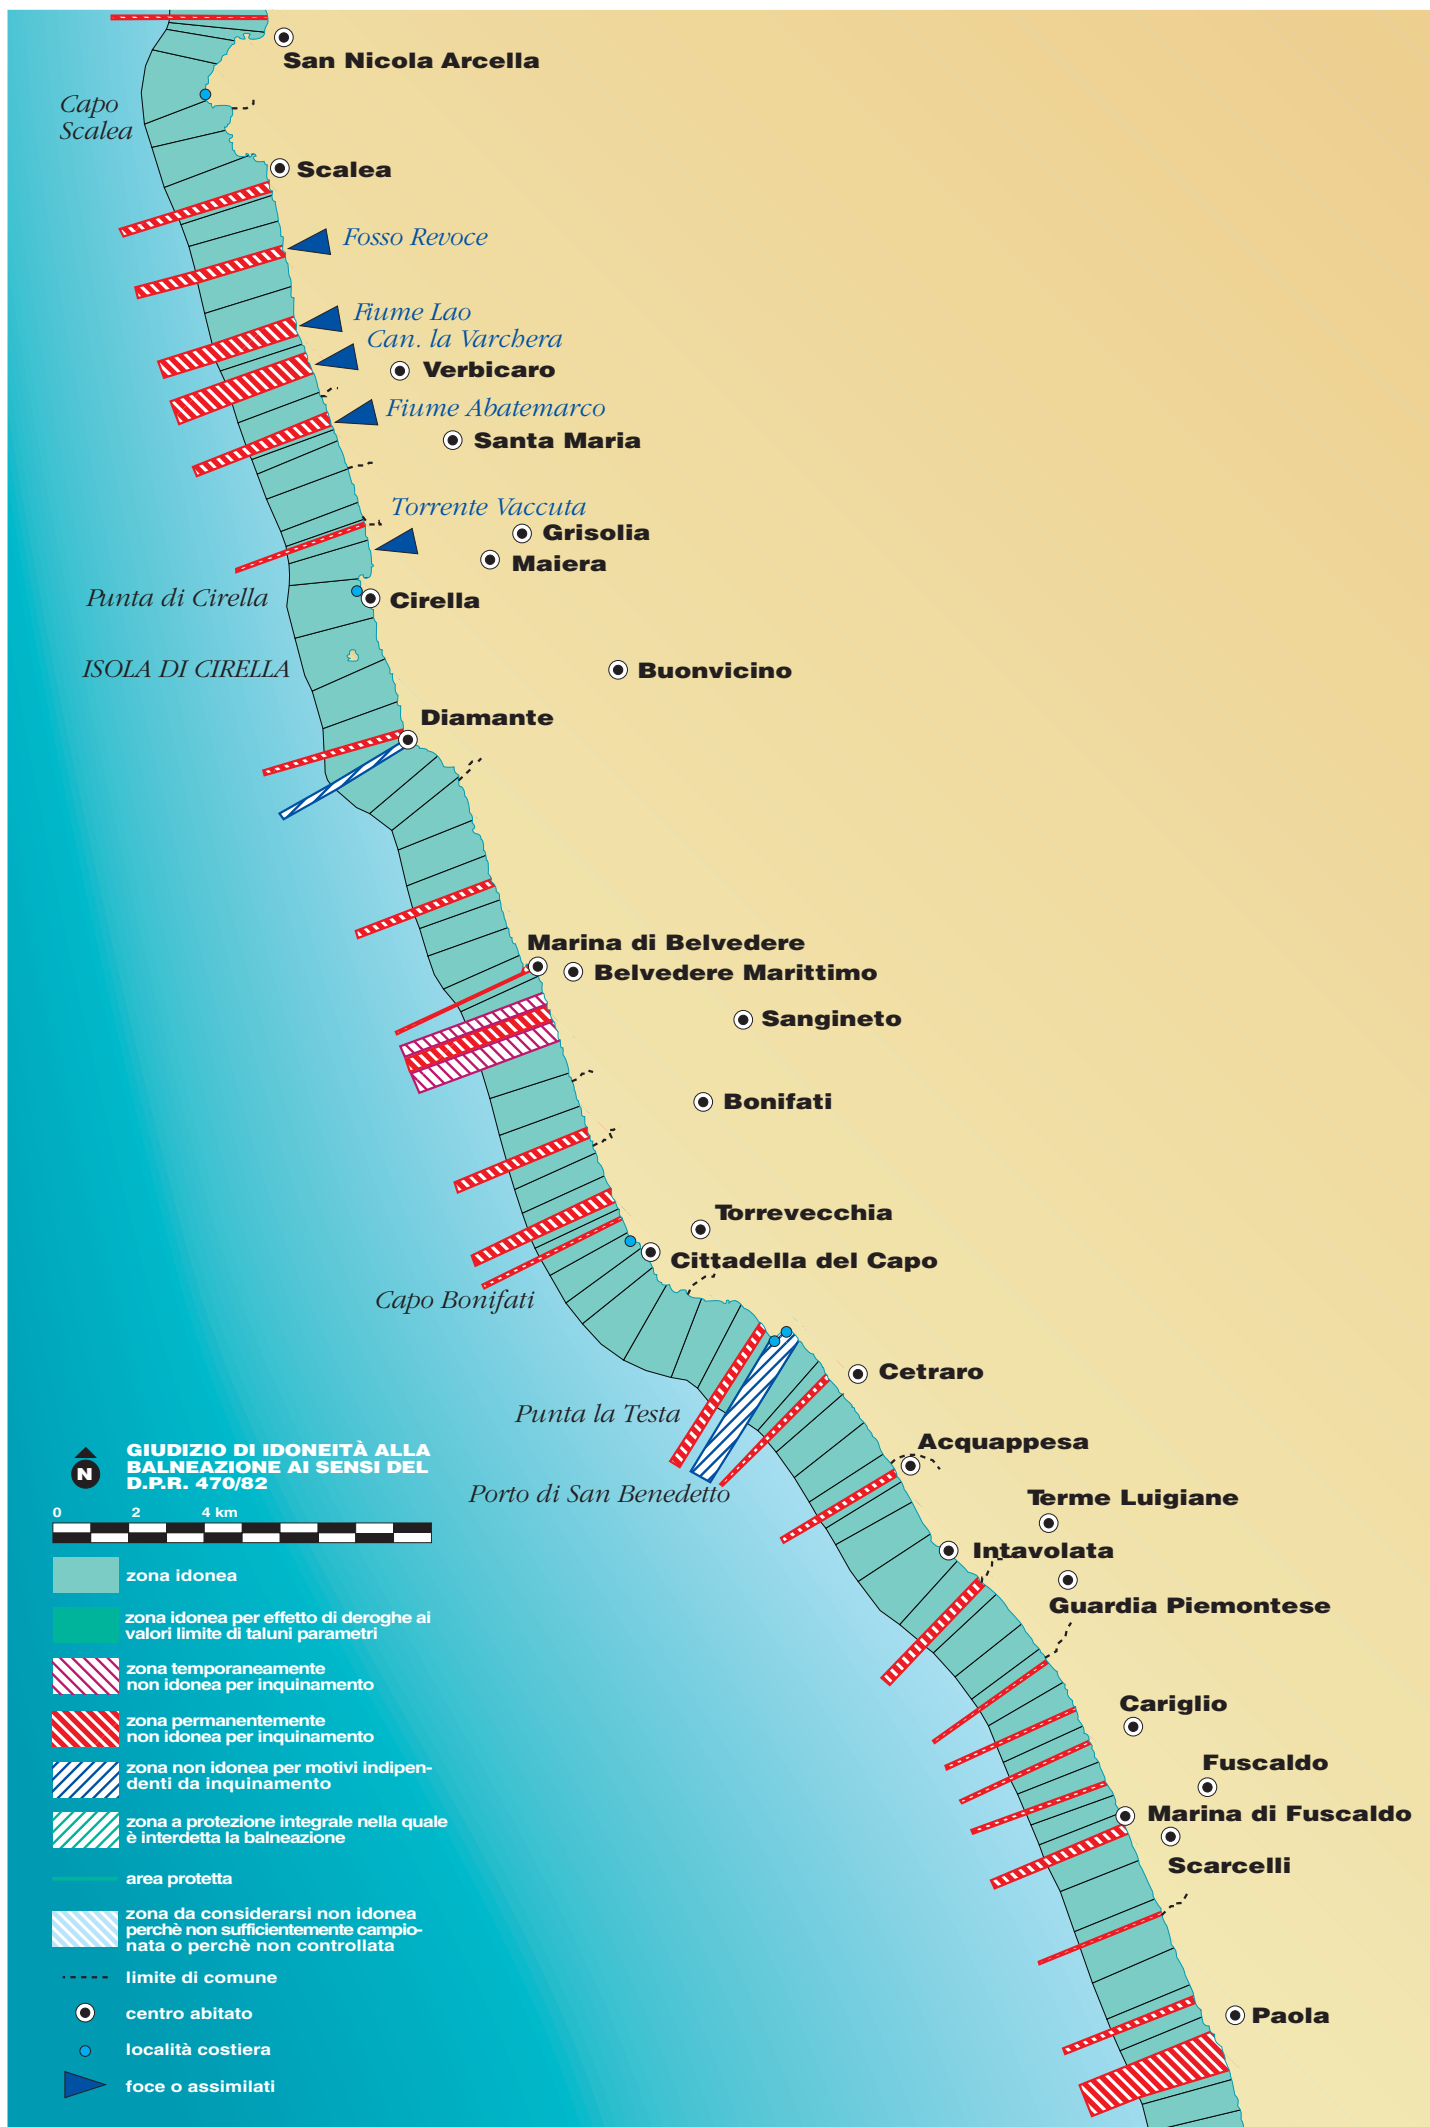 San Nicola Arcella
Capo
Scalea
Scalea
Fosso Revoce
Fiume Lao
Can. la Varchera
Verbicaro
Fiume Abatemarco
Santa Maria
Torrente Vaccuta
Grisolia
Maiera
Punta di Cirella
Cirella
ISOLA DI CIRELLA
Buonvicino
Diamante
Marina di Belvedere
Belvedere Marittimo
Sangineto
Bonifati
Torrevecchia
Cittadella del Capo
Capo Bonifati
Cetraro
Punta la Testa
Acquappesa
Porto di San Benedetto
Terme Luigiane
Intavolata
Guardia Piemontese
Cariglio
Fuscaldo
Marina di Fuscaldo
Scarcelli
Paola
N
GIUDIZIO DI IDONEITÀ ALLA
BALNEAZIONE AI SENSI DEL
D.P.R. 470/82
0 2 4 km
zona idonea
zona idonea per effetto di deroghe ai
valori limite di taluni parametri
zona temporaneamente
non idonea per inquinamento
zona permanentemente
non idonea per inquinamento
zona non idonea per motivi indipen-
denti da inquinamento
zona a protezione integrale nella quale
è interdetta la balneazione
area protetta
zona da considerarsi non idonea
perchè non sufficientemente campio-
nata o perchè non controllata
limite di comune
centro abitato
località costiera
foce o assimilati